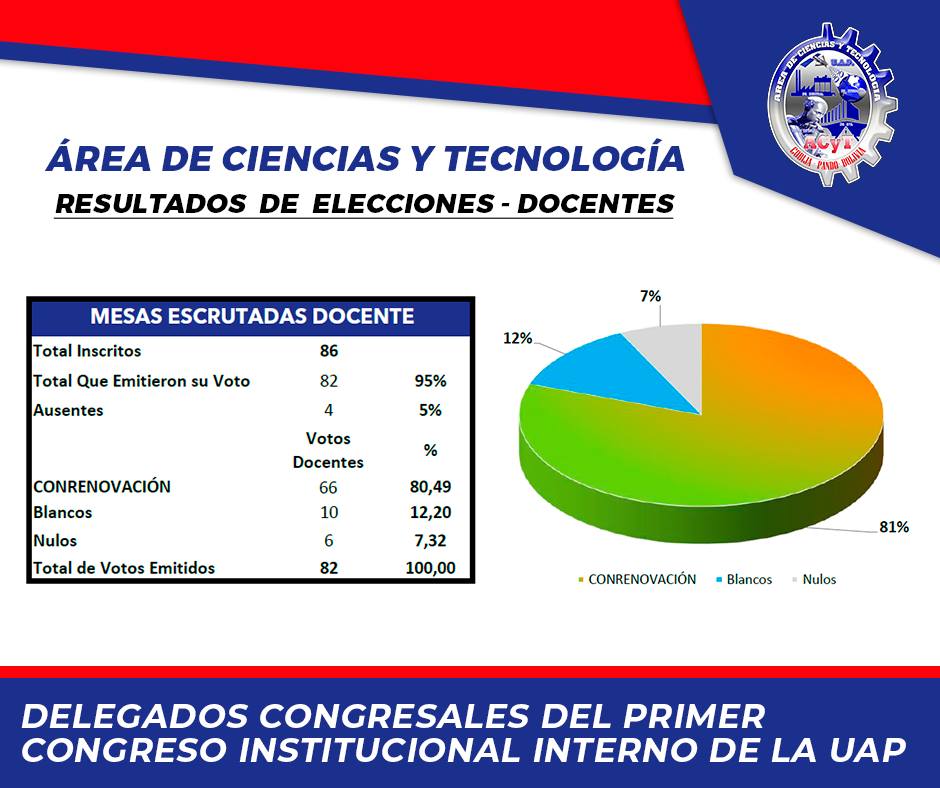 ÁREA DE CIENCIAS Y TECNOLOGÍA
U.A.P.
ACyT
COBIJA PANDO BOLIVIA
ÁREA DE CIENCIAS Y TECNOLOGÍA
RESULTADOS DE ELECCIONES - DOCENTES
MESAS ESCRUTADAS DOCENTE
Total Inscritos 86
Total Que Emitieron su Voto 82 95%
Ausentes 4 5%
Votos Docentes %
CONRENOVACIÓN 66 80,49
Blancos 10 12,20
Nulos 6 7,32
Total de Votos Emitidos 82 100,00
7%
12%
81%
CONRENOVACIÓN Blancos Nulos
DELEGADOS CONGRESALES DEL PRIMER
CONGRESO INSTITUCIONAL INTERNO DE LA UAP